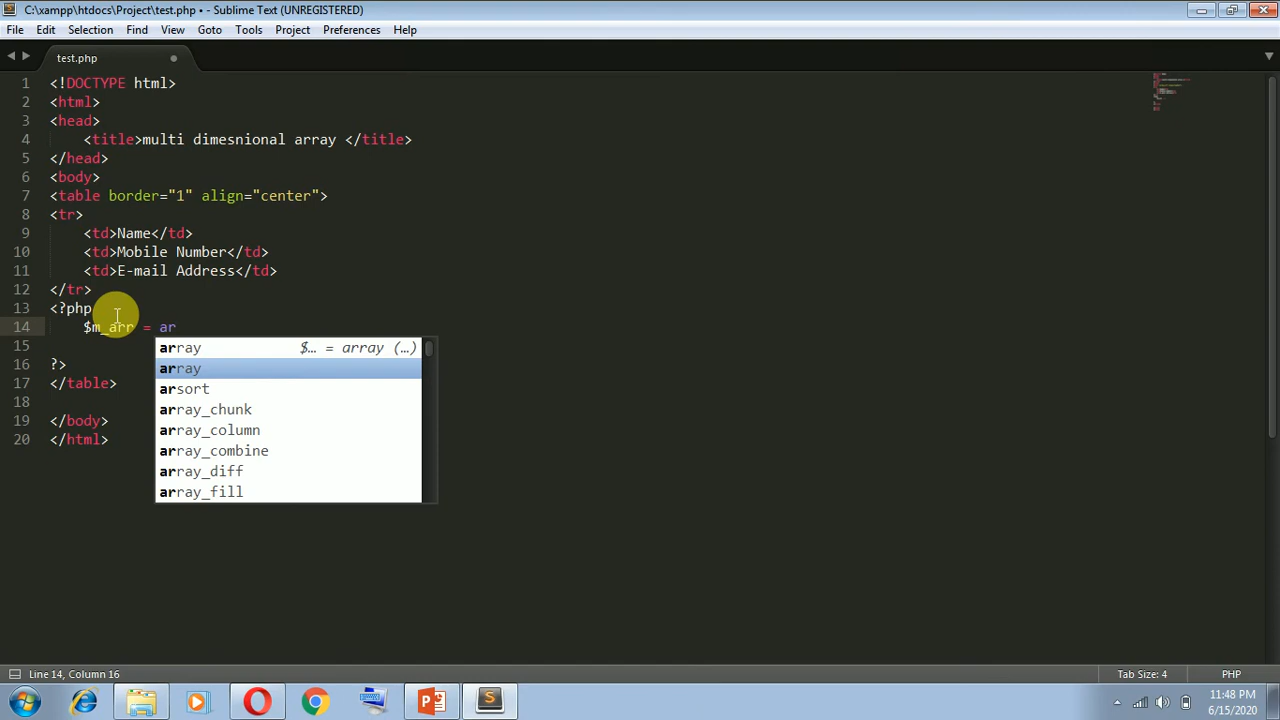 C:\xampp\htdocs\Project\test.php • - Sublime Text (UNREGISTERED)
File Edit Selection Find View Goto Tools Project Preferences Help
test.php
1 <!DOCTYPE html>
2 <html>
3 <head>
4 <title>multi dimesnional array </title>
5 </head>
6 <body>
7 <table border="1" align="center">
8 <tr>
9 <td>Name</td>
10 <td>Mobile Number</td>
11 <td>E-mail Address</td>
12 </tr>
13 <?php
14 $m_arr = ar
15 array $… = array (…)
array
16 ?>
arsort
17 </table>
18 array_chunk
19 </body>
array_column
20 </html>
array_combine
array_diff
array_fill
Line 14, Column 16 Tab Size: 4 PHP
11:48 PM
6/15/2020